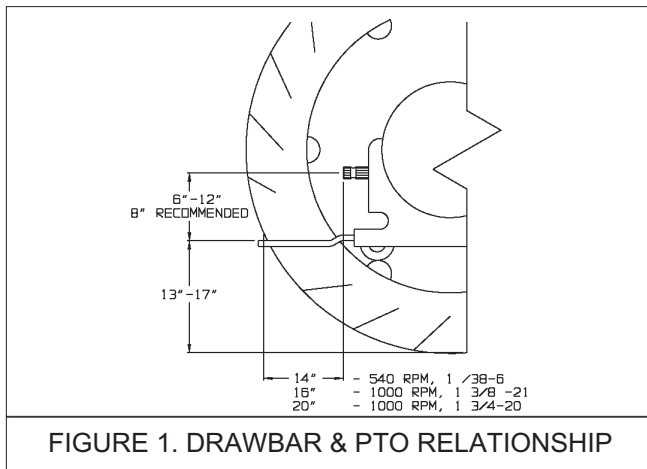 6"-12"
8" RECOMMENDED
13"-17"
14" - 540 RPM, 1 /38-6
16" - 1000 RPM, 1 3/8 -21
20" - 1000 RPM, 1 3/4-20
FIGURE 1. DRAWBAR & PTO RELATIONSHIP